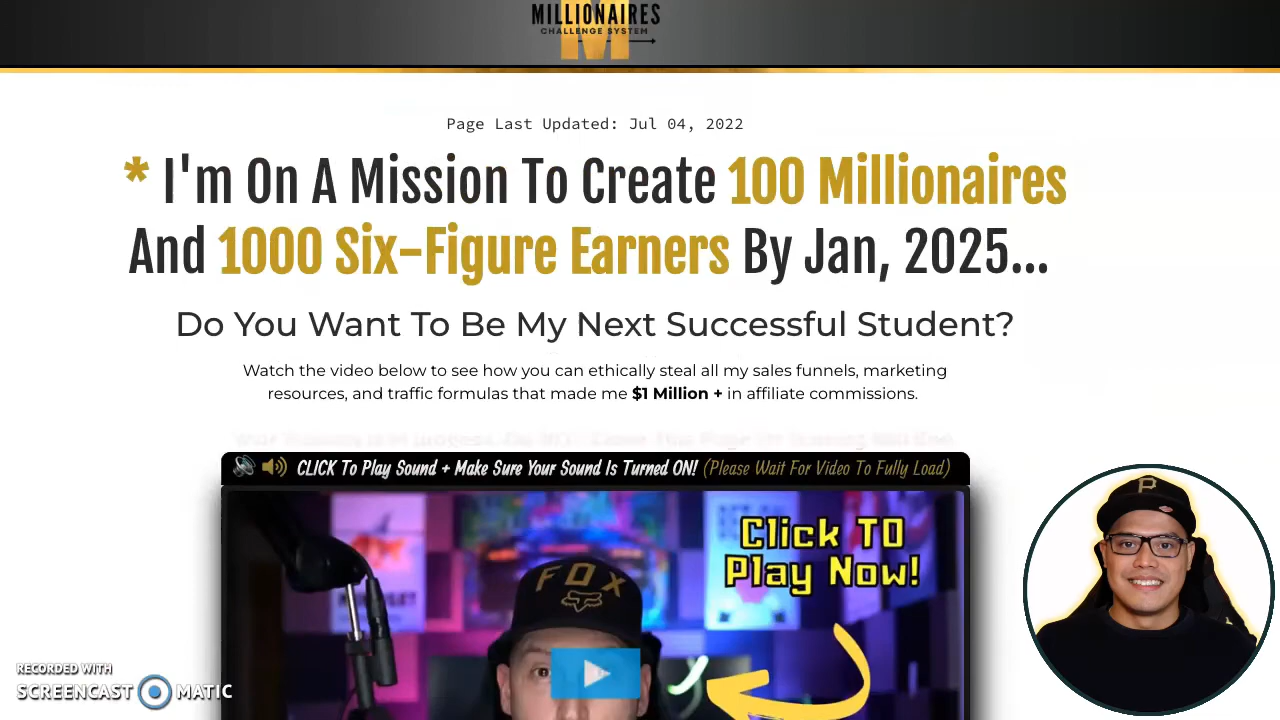 MILLIONAIRES
CHALLENGE SYSTEM
Page Last Updated: Jul 04, 2022
* I'm On A Mission To Create 100 Millionaires
And 1000 Six-Figure Earners By Jan, 2025...
Do You Want To Be My Next Successful Student?
Watch the video below to see how you can ethically steal all my sales funnels, marketing
resources, and traffic formulas that made me $1 Million + in affiliate commissions.
CLICK To Play Sound + Make Sure Your Sound Is Turned ON! (Please Wait For Video To Fully Load)
Click TO
Play Now!
FOX
P
RECORDED WITH
SCREENCAST MATIC